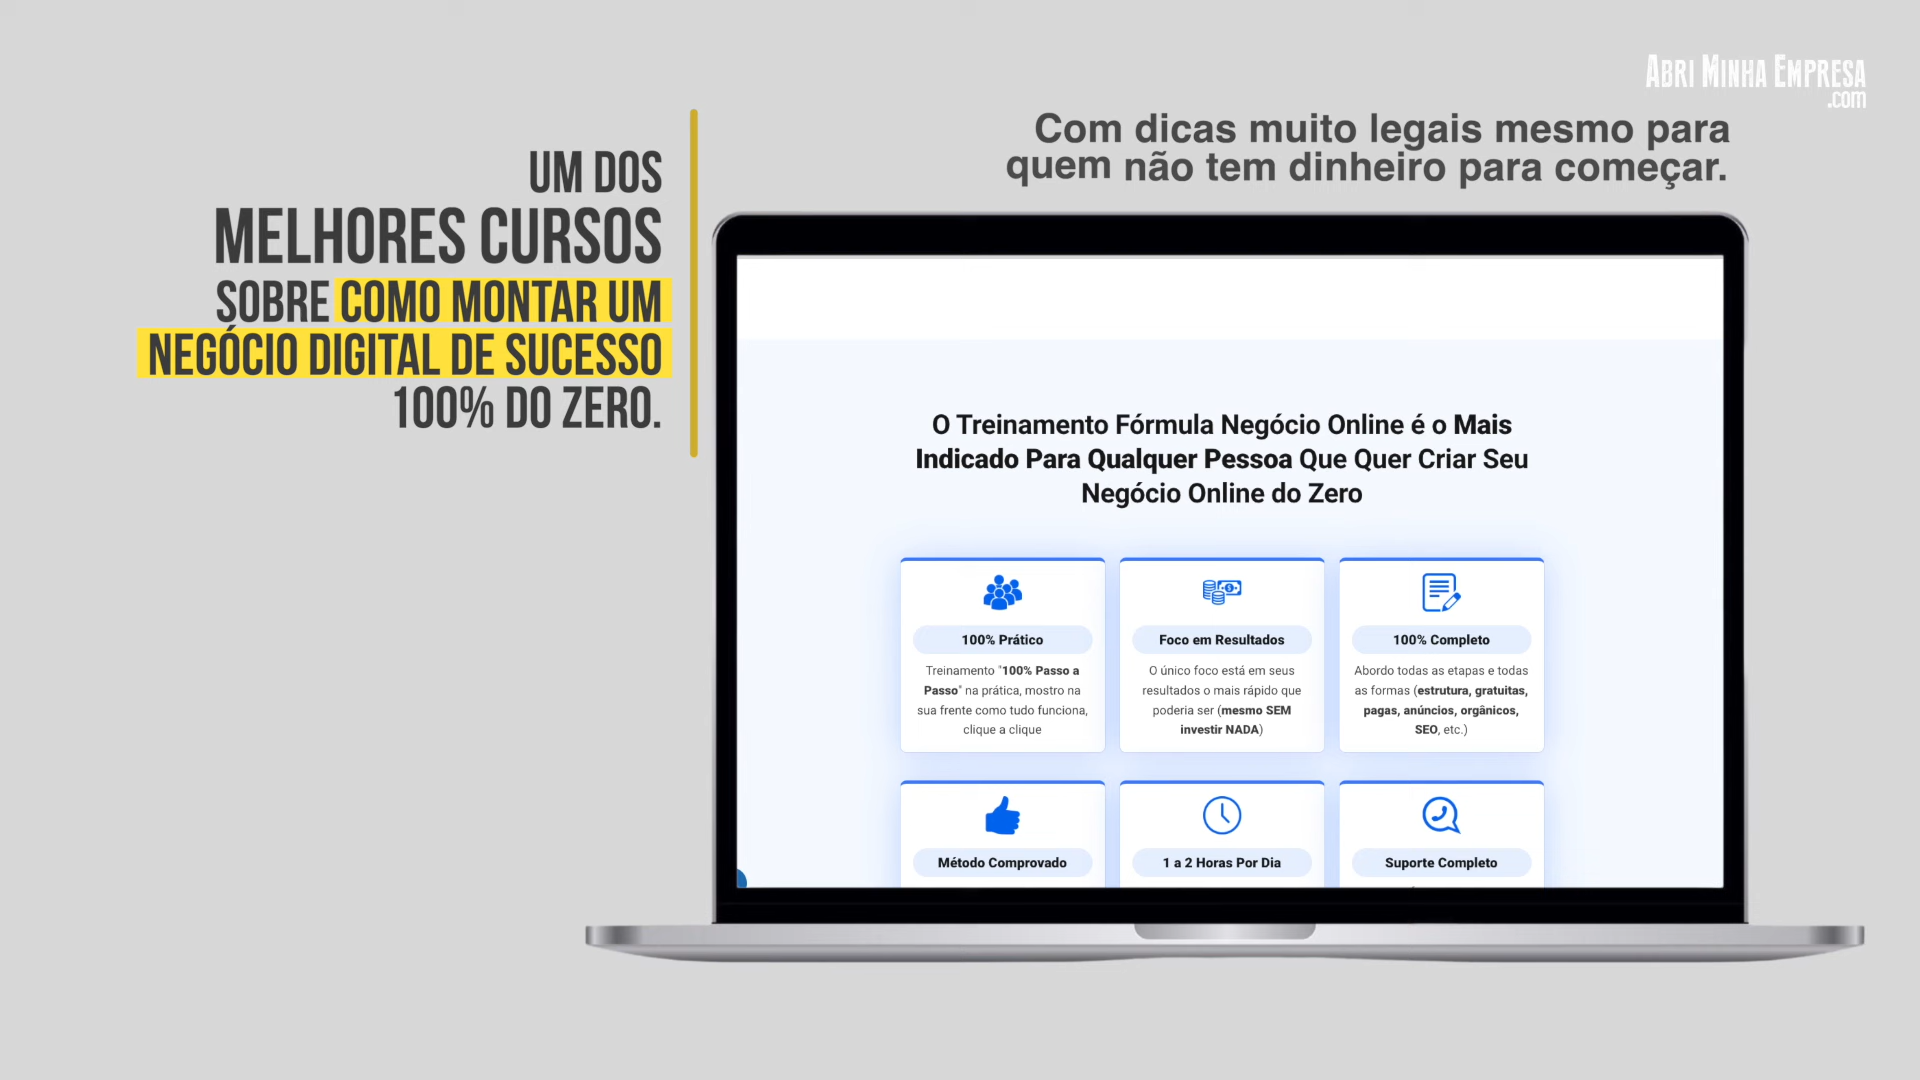 ABRI MINHA EMPRESA
.com
UM DOS
MELHORES CURSOS
SOBRE COMO MONTAR UM
NEGÓCIO DIGITAL DE SUCESSO
100% DO ZERO.
Com dicas muito legais mesmo para
quem não tem dinheiro para começar.
O Treinamento Fórmula Negócio Online é o Mais
Indicado Para Qualquer Pessoa Que Quer Criar Seu
Negócio Online do Zero
100% Prático
Treinamento "100% Passo a
Passo" na prática, mostro na
sua frente como tudo funciona,
clique a clique
Foco em Resultados
O único foco está em seus
resultados o mais rápido que
poderia ser (mesmo SEM
investir NADA)
100% Completo
Abordo todas as etapas e todas
as formas (estrutura, gratuitas,
pagas, anúncios, orgânicos,
SEO, etc.)
Método Comprovado
1 a 2 Horas Por Dia
Suporte Completo